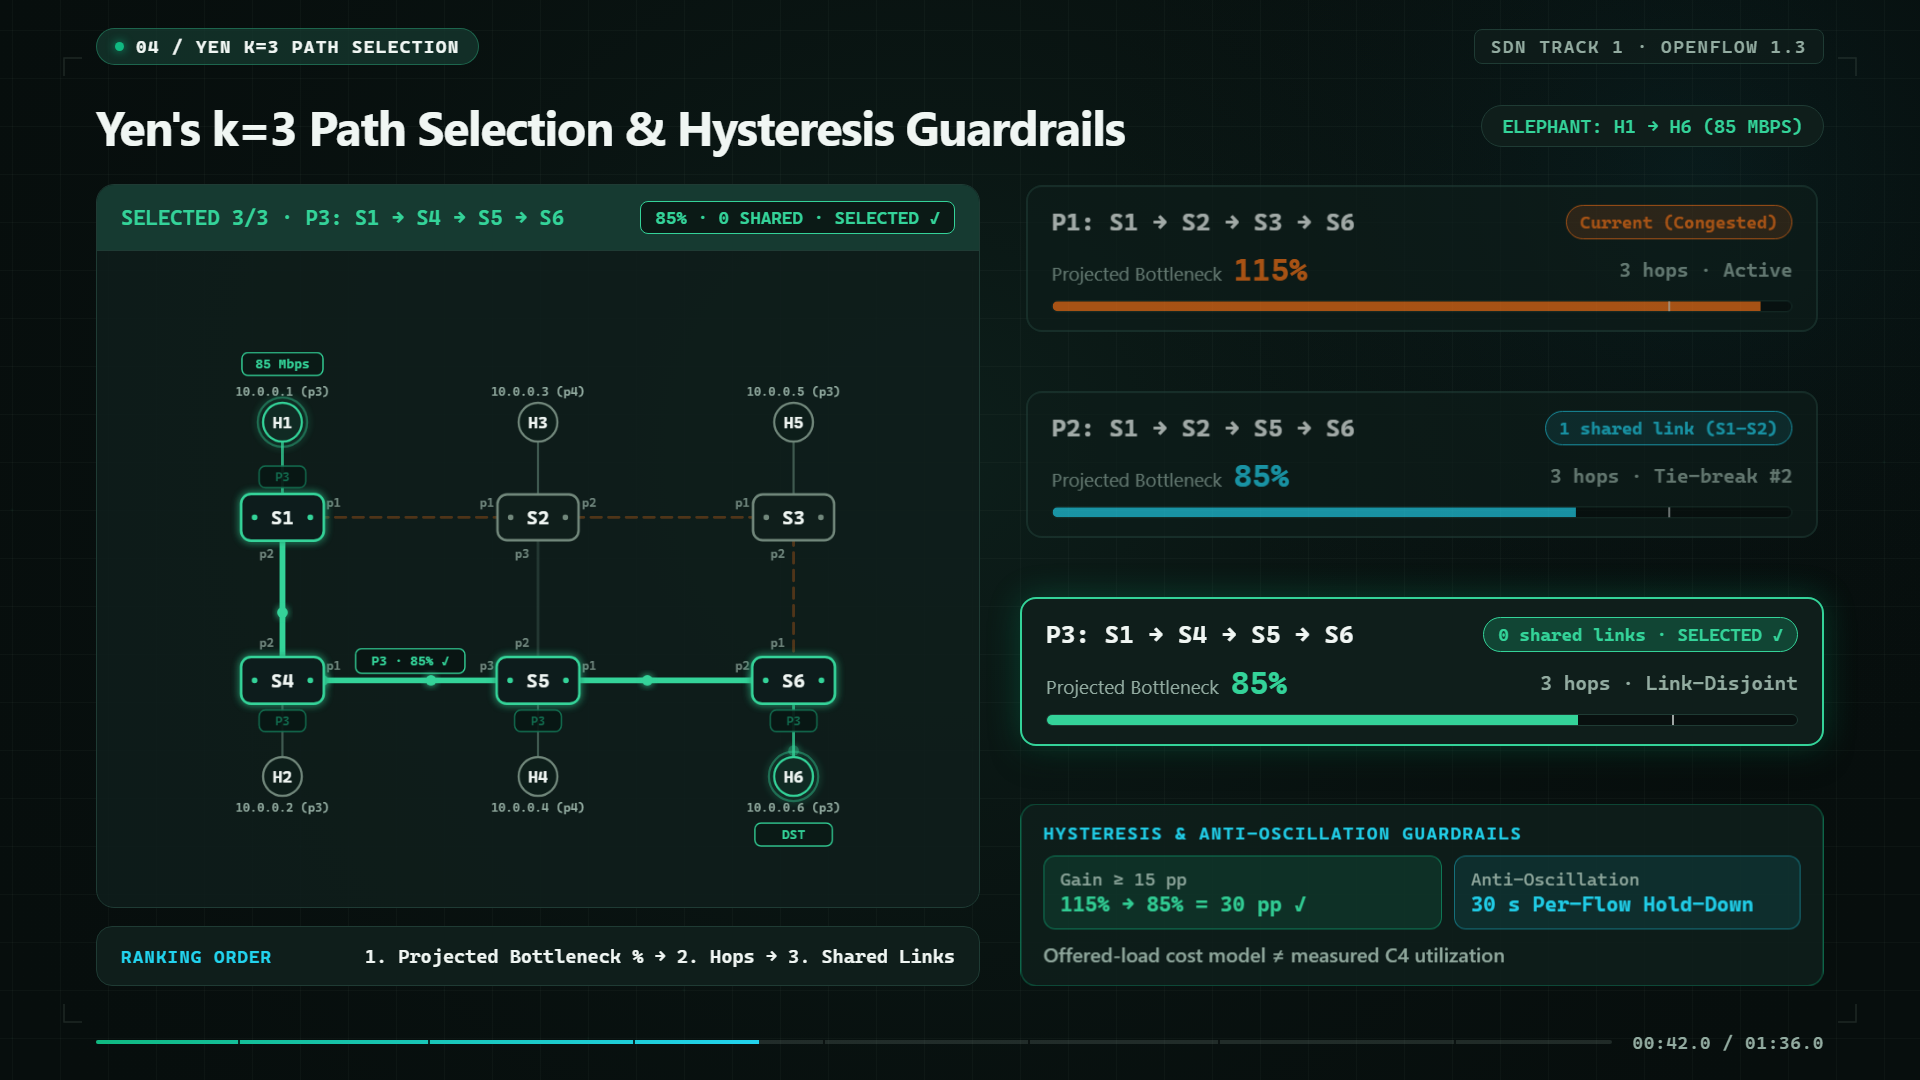 04 / YEN K=3 PATH SELECTION
SDN TRACK 1 · OPENFLOW 1.3
Yen's k=3 Path Selection & Hysteresis Guardrails
ELEPHANT: H1 → H6 (85 MBPS)
SELECTED 3/3 · P3: S1 → S4 → S5 → S6
85% · 0 SHARED · SELECTED ✓
85 Mbps
10.0.0.1 (p3)
10.0.0.3 (p4)
10.0.0.5 (p3)
H1
H3
H5
P3
p1
p1
p2
p1
S1
S2
S3
p2
p3
p2
p2
p2
p1
P3 · 85% ✓
p1
p3
p1
p2
S4
S5
S6
P3
P3
P3
H2
H4
H6
10.0.0.2 (p3)
10.0.0.4 (p4)
10.0.0.6 (p3)
DST
RANKING ORDER
1. Projected Bottleneck % → 2. Hops → 3. Shared Links
P1: S1 → S2 → S3 → S6
Current (Congested)
Projected Bottleneck 115%
3 hops · Active
P2: S1 → S2 → S5 → S6
1 shared link (S1-S2)
Projected Bottleneck 85%
3 hops · Tie-break #2
P3: S1 → S4 → S5 → S6
0 shared links · SELECTED ✓
Projected Bottleneck 85%
3 hops · Link-Disjoint
HYSTERESIS & ANTI-OSCILLATION GUARDRAILS
Gain ≥ 15 pp
115% → 85% = 30 pp ✓
Anti-Oscillation
30 s Per-Flow Hold-Down
Offered-load cost model ≠ measured C4 utilization
00:42.0 / 01:36.0